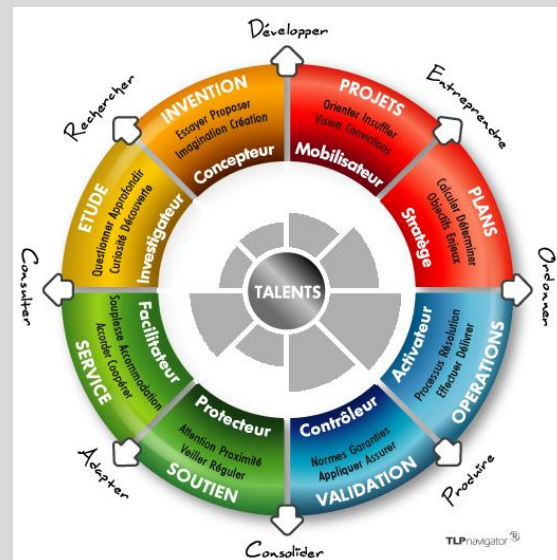 Développer
Entreprendre
Ordonner
Produire
Consolider
Adapter
Consulter
Rechercher
INVENTION
Essayer Proposer
Imagination Création
Concepteur
PROJETS
Orienter Insuffler
Vision Convictions
Mobilisateur
PLANS
Calculer Déterminer
Objectifs Enjeux
Stratège
OPERATIONS
Processus Résolution
Effectuer Délivrer
Activateur
Contrôleur
Normes Garanties
Appliquer Assurer
VALIDATION
Protecteur
Attention Proximité
Veiller Réguler
SOUTIEN
Facilitateur
Souplesse Accommodation
Accorder Coopérer
SERVICE
ETUDE
Questionner Approfondir
Curiosité Découverte
Investigateur
TALENTS
TLPnavigator ®